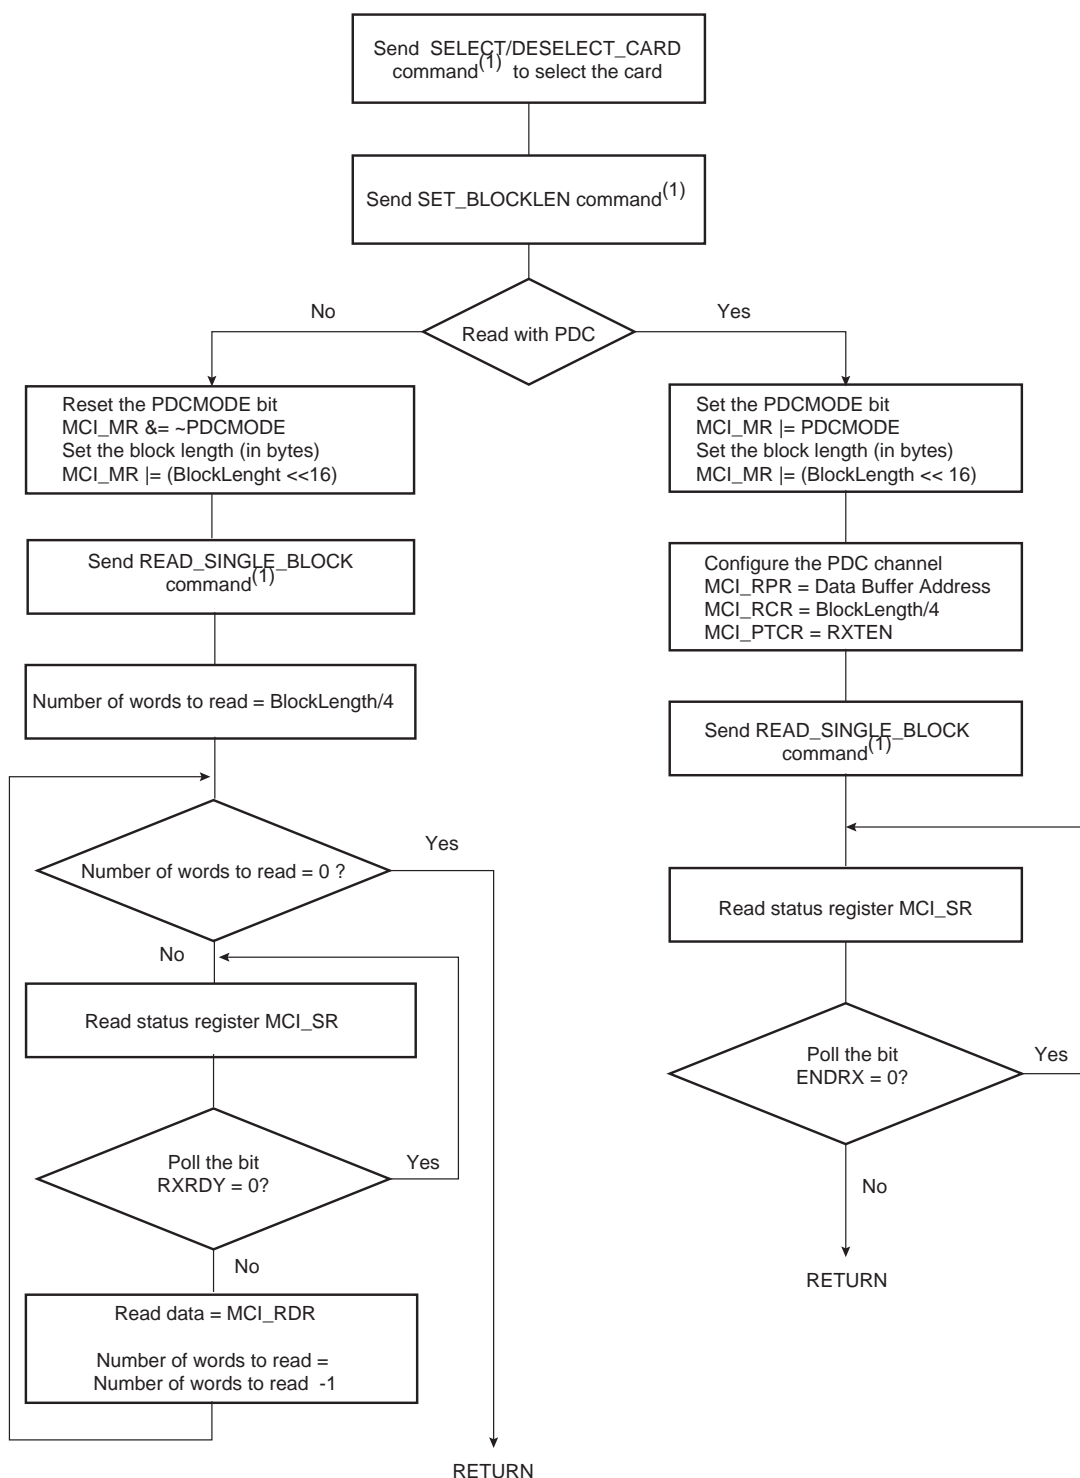 Send SELECT/DESELECT_CARD
command(1) to select the card
Send SET_BLOCKLEN command(1)
No
Read with PDC
Yes
Reset the PDCMODE bit
MCI_MR &= ~PDCMODE
Set the block length (in bytes)
MCI_MR |= (BlockLenght <<16)
Send READ_SINGLE_BLOCK
command(1)
Number of words to read = BlockLength/4
Number of words to read = 0 ?
Yes
No
Read status register MCI_SR
Poll the bit
RXRDY = 0?
Yes
No
Read data = MCI_RDR
Number of words to read =
Number of words to read -1
RETURN
Set the PDCMODE bit
MCI_MR |= PDCMODE
Set the block length (in bytes)
MCI_MR |= (BlockLength << 16)
Configure the PDC channel
MCI_RPR = Data Buffer Address
MCI_RCR = BlockLength/4
MCI_PTCR = RXTEN
Send READ_SINGLE_BLOCK
command(1)
Read status register MCI_SR
Poll the bit
ENDRX = 0?
Yes
No
RETURN